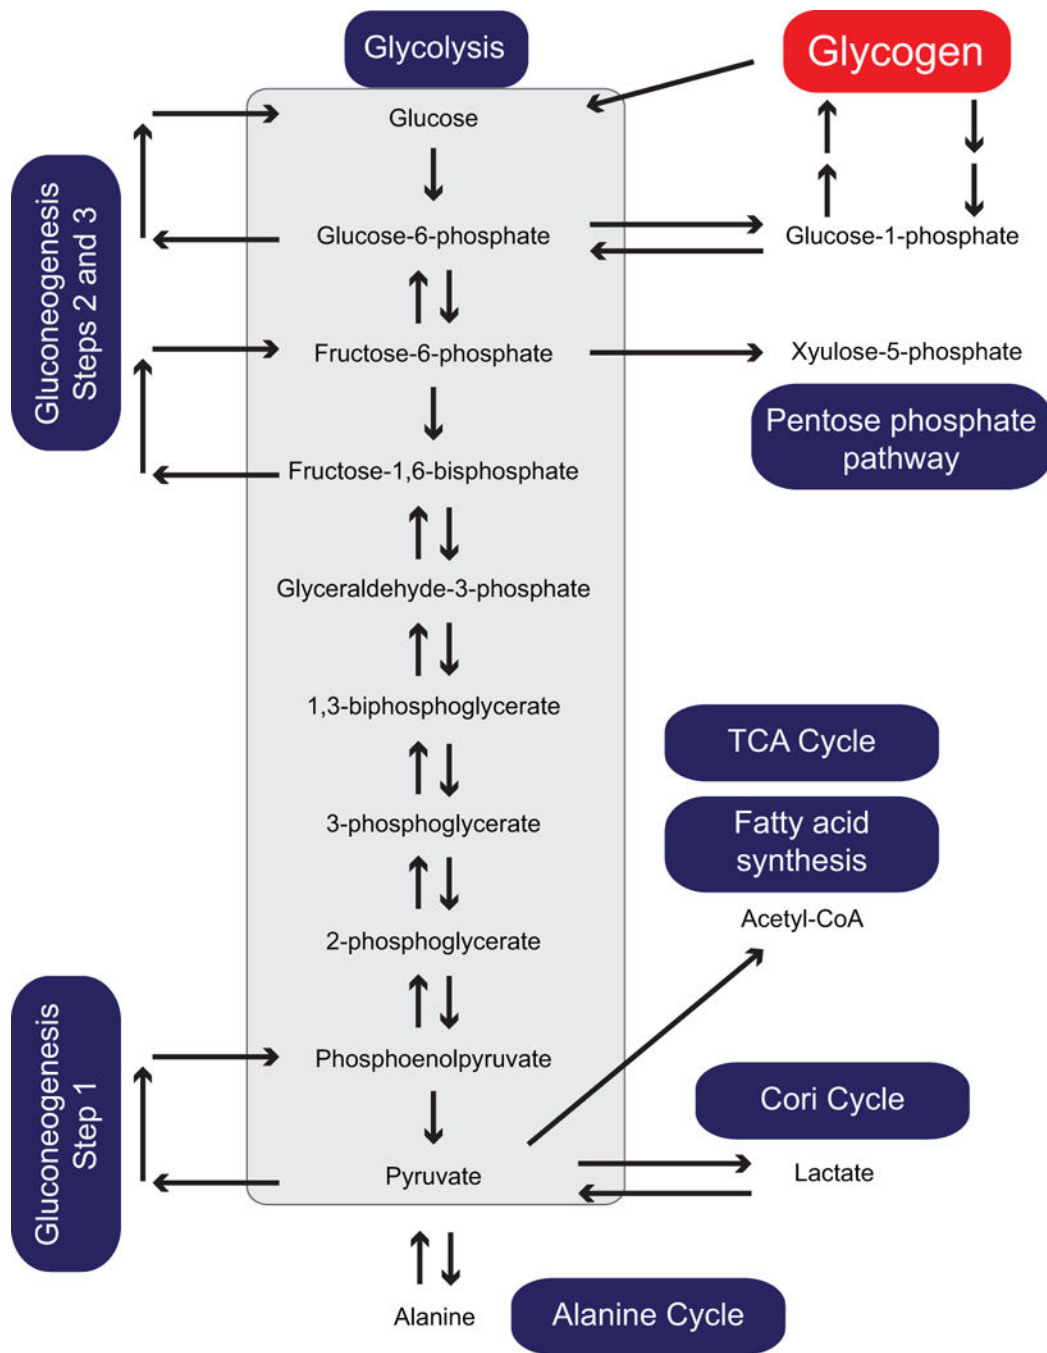 Glycolysis
Glycogen
Glucose
Gluconeogenesis
Steps 2 and 3
Glucose-6-phosphate
Glucose-1-phosphate
Fructose-6-phosphate
Xyulose-5-phosphate
Pentose phosphate
pathway
Fructose-1,6-bisphosphate
Glyceraldehyde-3-phosphate
1,3-biphosphoglycerate
TCA Cycle
3-phosphoglycerate
Fatty acid
synthesis
Acetyl-CoA
2-phosphoglycerate
Gluconeogenesis
Step 1
Phosphoenolpyruvate
Cori Cycle
Pyruvate
Lactate
Alanine
Alanine Cycle